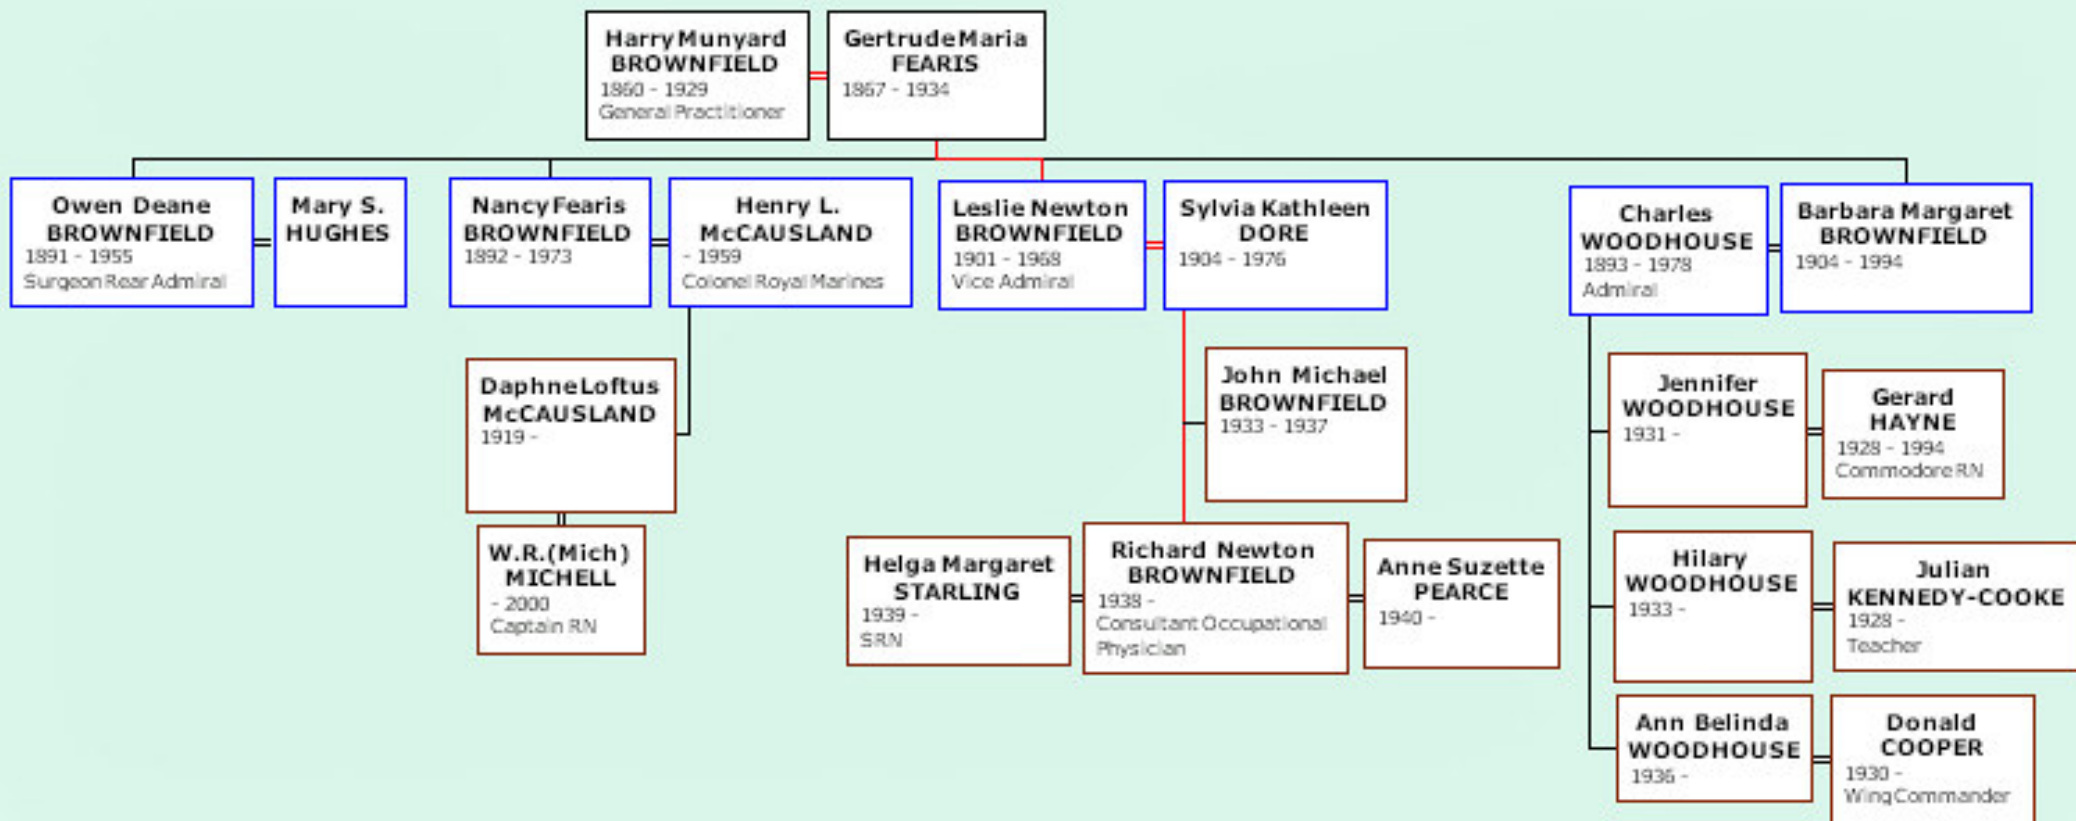 Harry Munyard
BROWNFIELD
1860 - 1929
General Practitioner
Gertrude Maria
FEARIS
1867 - 1934
Owen Deane
BROWNFIELD
1891 - 1955
Surgeon Rear Admiral
Mary S.
HUGHES
Nancy Fearis
BROWNFIELD
1892 - 1973
Henry L.
McCAUSLAND
- 1959
Colonel Royal Marines
Leslie Newton
BROWNFIELD
1901 - 1968
Vice Admiral
Sylvia Kathleen
DORE
1904 - 1976
Charles
WOODHOUSE
1893 - 1978
Admiral
Barbara Margaret
BROWNFIELD
1904 - 1994
Daphne Loftus
McCAUSLAND
1919 -
John Michael
BROWNFIELD
1933 - 1937
Jennifer
WOODHOUSE
1931 -
Gerard
HAYNE
1928 - 1994
Commodore RN
W.R.(Mich)
MICHELL
- 2000
Captain RN
Helga Margaret
STARLING
1939 -
SRN
Richard Newton
BROWNFIELD
1938 -
Consultant Occupational
Physician
Anne Suzette
PEARCE
1940 -
Hilary
WOODHOUSE
1933 -
Julian
KENNEDY-COOKE
1928 -
Teacher
Ann Belinda
WOODHOUSE
1936 -
Donald
COOPER
1930 -
Wing Commander